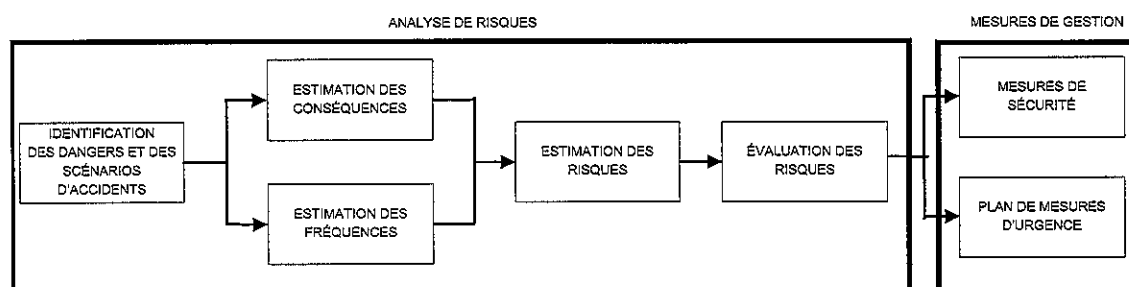 ANALYSE DE RISQUES
MESURES DE GESTION
IDENTIFICATION
DES DANGERS ET DES
SCÉNARIOS
D'ACCIDENTS
ESTIMATION DES
CONSÉQUENCES
ESTIMATION DES
FRÉQUENCES
ESTIMATION DES
RISQUES
ÉVALUATION DES
RISQUES
MESURES DE
SÉCURITÉ
PLAN DE MESURES
D'URGENCE